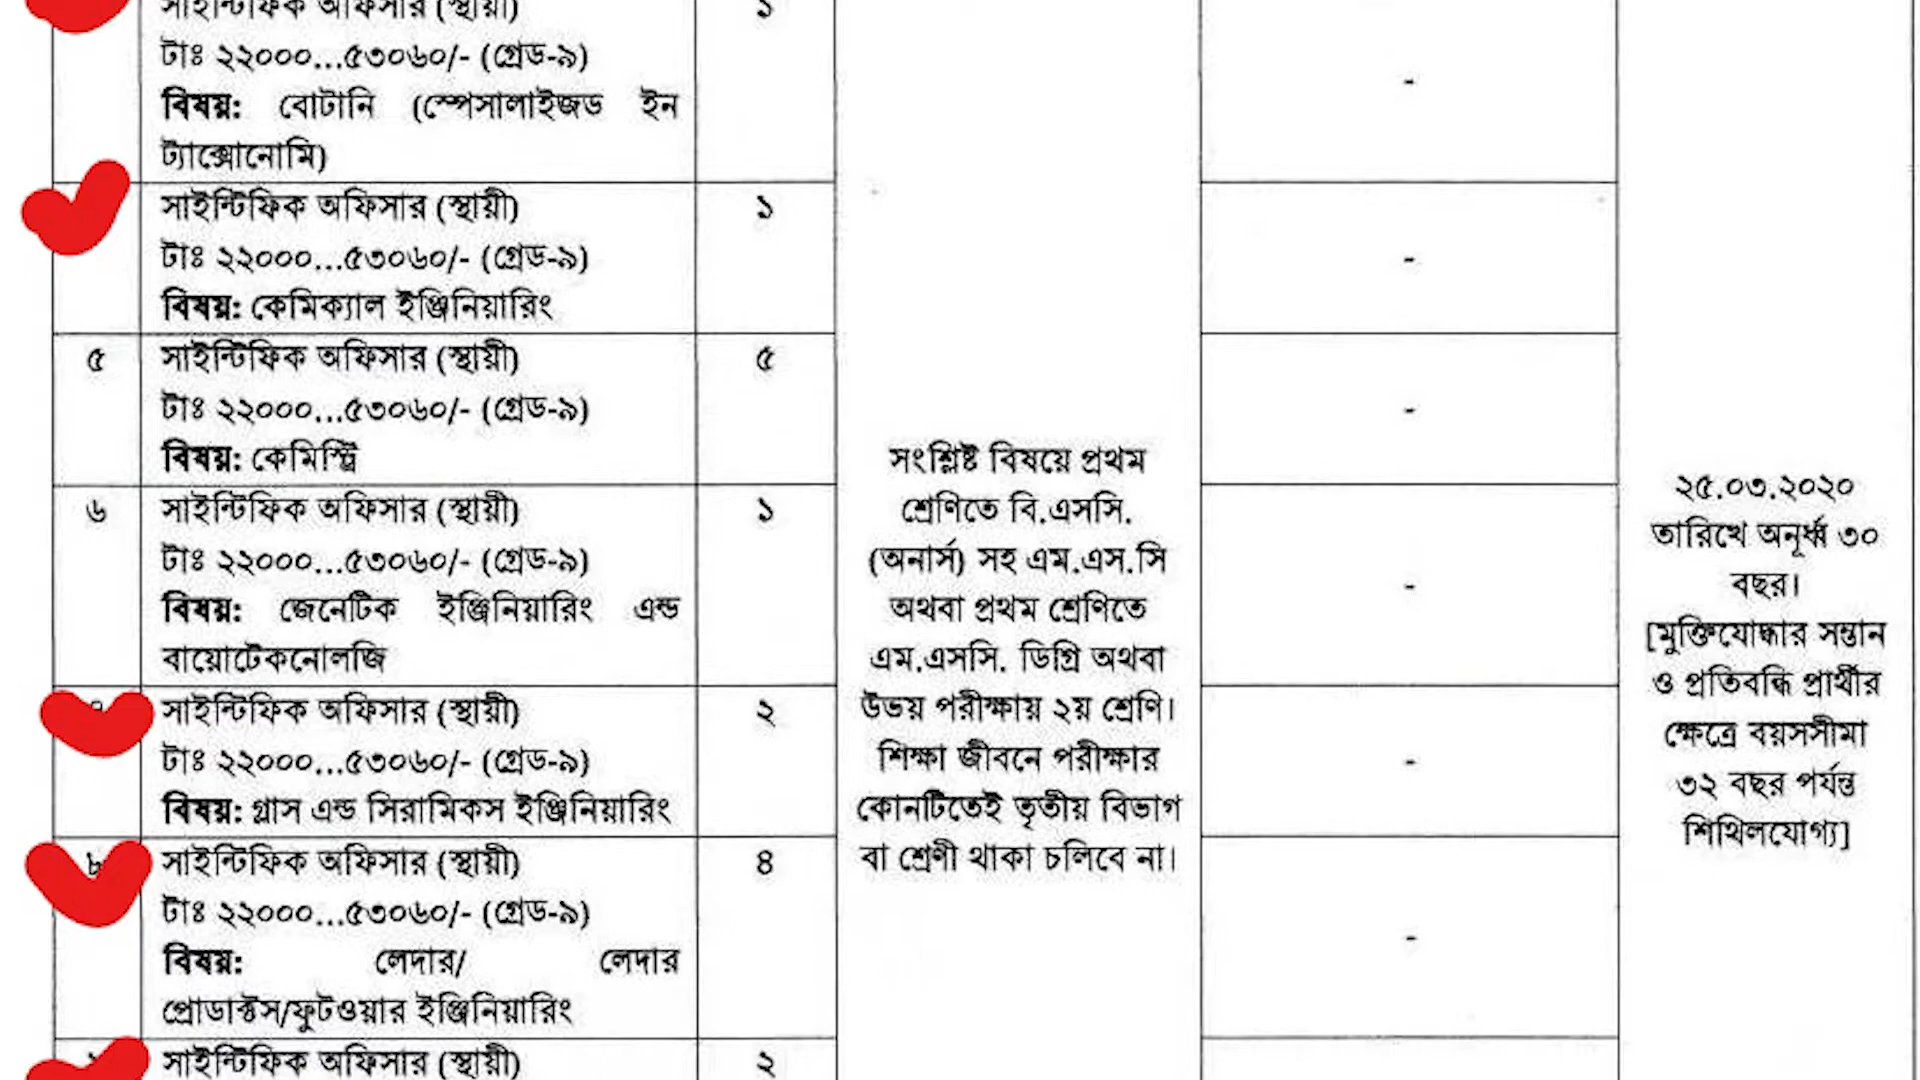 সাইন্টিফিক অফিসার (স্থায়ী)
১
টাঃ ২২০০০...৫৩০৬০/- (গ্রেড-৯)
বিষয়: বোটানি (স্পেসালাইজড ইন
ট্যাক্সোনোমি)
-
সাইন্টিফিক অফিসার (স্থায়ী)
১
টাঃ ২২০০০...৫৩০৬০/- (গ্রেড-৯)
বিষয়: কেমিক্যাল ইঞ্জিনিয়ারিং
-
৫
সাইন্টিফিক অফিসার (স্থায়ী)
৫
টাঃ ২২০০০...৫৩০৬০/- (গ্রেড-৯)
বিষয়: কেমিস্ট্রি
-
৬
সাইন্টিফিক অফিসার (স্থায়ী)
১
টাঃ ২২০০০...৫৩০৬০/- (গ্রেড-৯)
বিষয়: জেনেটিক ইঞ্জিনিয়ারিং এন্ড
বায়োটেকনোলজি
-
সাইন্টিফিক অফিসার (স্থায়ী)
২
টাঃ ২২০০০...৫৩০৬০/- (গ্রেড-৯)
বিষয়: গ্লাস এন্ড সিরামিকস ইঞ্জিনিয়ারিং
-
৮
সাইন্টিফিক অফিসার (স্থায়ী)
৪
টাঃ ২২০০০...৫৩০৬০/- (গ্রেড-৯)
বিষয়: লেদার/ লেদার
প্রোডাক্টস/ফুটওয়ার ইঞ্জিনিয়ারিং
-
সাইন্টিফিক অফিসার (স্থায়ী)
২
সংশ্লিষ্ট বিষয়ে প্রথম
শ্রেণিতে বি.এসসি.
(অনার্স) সহ এম.এস.সি
অথবা প্রথম শ্রেণিতে
এম.এসসি. ডিগ্রি অথবা
উভয় পরীক্ষায় ২য় শ্রেণি।
শিক্ষা জীবনে পরীক্ষার
কোনটিতেই তৃতীয় বিভাগ
বা শ্রেণী থাকা চলিবে না।
২৫.০৩.২০২০
তারিখে অনূর্ধ্ব ৩০
বছর।
[মুক্তিযোদ্ধার সন্তান
ও প্রতিবন্ধি প্রার্থীর
ক্ষেত্রে বয়সসীমা
৩২ বছর পর্যন্ত
শিথিলযোগ্য]